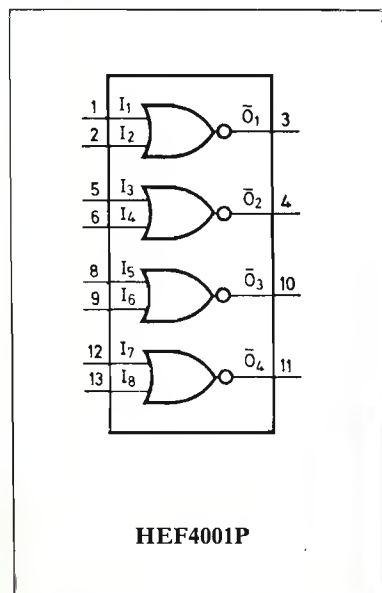 1 I₁ Ō₁ 3
2 I₂
5 I₃ Ō₂ 4
6 I₄
8 I₅ Ō₃ 10
9 I₆
12 I₇ Ō₄ 11
13 I₈
HEF4001P